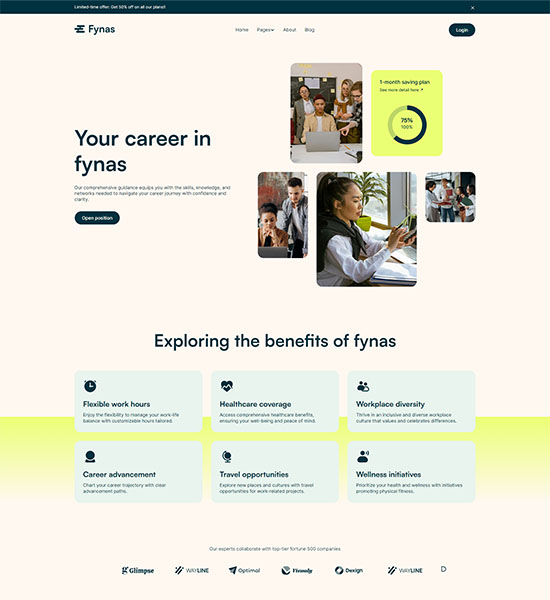 Limited-time offer: Get 50% off on all our plans!!
Fynas
Home Pages About Blog
Login
1-month saving plan
See more detail here ↗
75%
100%
Your career in
fynas
Our comprehensive guidance equips you with the skills, knowledge, and
networks needed to navigate your career journey with confidence and
clarity.
Open position
Exploring the benefits of fynas
Flexible work hours
Enjoy the flexibility to manage your work-life
balance with customizable hours tailored.
Healthcare coverage
Access comprehensive healthcare benefits,
ensuring your well-being and peace of mind.
Workplace diversity
Thrive in an inclusive and diverse workplace
culture that values and celebrates differences.
Career advancement
Chart your career trajectory with clear
advancement paths.
Travel opportunities
Explore new places and cultures with travel
opportunities for work-related projects.
Wellness initiatives
Prioritize your health and wellness with initiatives
promoting physical fitness.
Our experts collaborate with top-tier fortune 500 companies
Glimpse WAYLINE Optimal Vivaody Dexign WAYLINE D